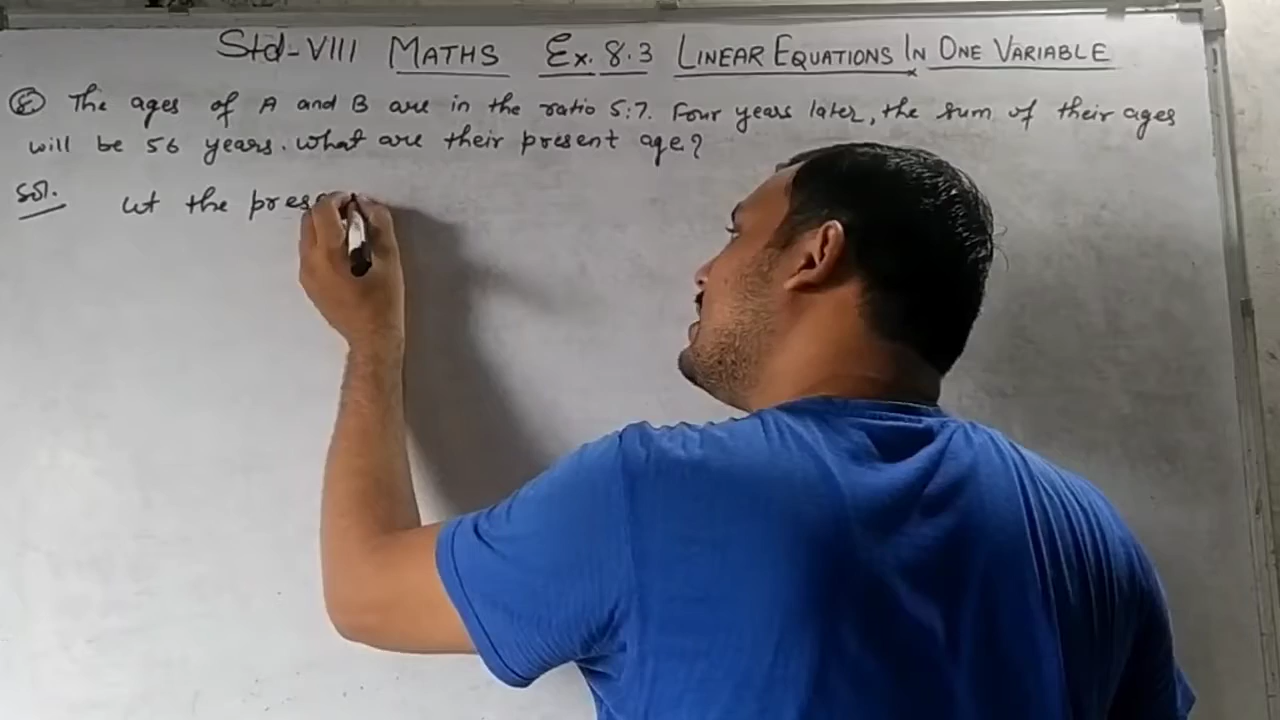 Std-VIII MATHS Ex. 8.3 LINEAR EQUATIONS IN ONE VARIABLE
⑧ The ages of A and B are in the ratio 5:7. Four years later, the sum of their ages
will be 56 years. What are their present age?
Sol. Let the pres